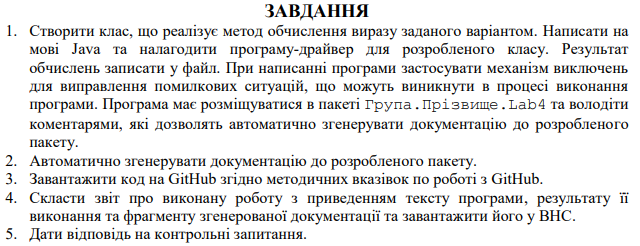 ЗАВДАННЯ
1. Створити клас, що реалізує метод обчислення виразу заданого варіантом. Написати на
мові Java та налагодити програму-драйвер для розробленого класу. Результат
обчислень записати у файл. При написанні програми застосувати механізм виключень
для виправлення помилкових ситуацій, що можуть виникнути в процесі виконання
програми. Програма має розміщуватися в пакеті Група.Прізвище.Lab4 та володіти
коментарями, які дозволять автоматично згенерувати документацію до розробленого
пакету.
2. Автоматично згенерувати документацію до розробленого пакету.
3. Завантажити код на GitHub згідно методичних вказівок по роботі з GitHub.
4. Скласти звіт про виконану роботу з приведенням тексту програми, результату її
виконання та фрагменту згенерованої документації та завантажити його у ВНС.
5. Дати відповідь на контрольні запитання.